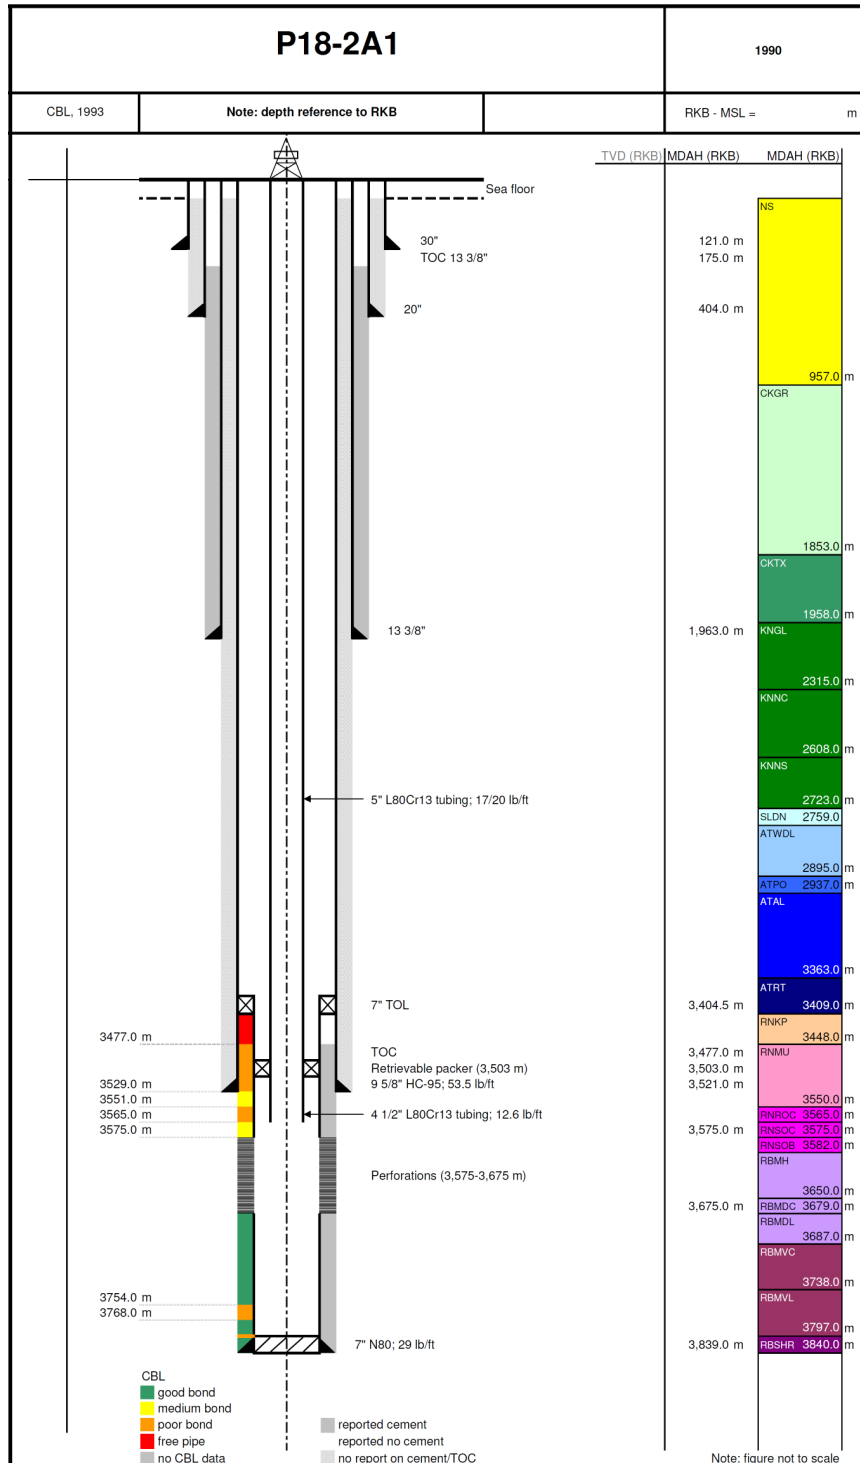 P18-2A1
1990
CBL, 1993
Note: depth reference to RKB
RKB - MSL = m
TVD (RKB) MDAH (RKB) MDAH (RKB)
Sea floor
NS
30" 121.0 m
TOC 13 3/8" 175.0 m
20" 404.0 m
957.0 m
CKGR
1853.0 m
CKTX
1958.0 m
13 3/8" 1,963.0 m KNGL
2315.0 m
KNNC
2608.0 m
KNNS
5" L80Cr13 tubing; 17/20 lb/ft 2723.0 m
SLDN 2759.0 m
ATWDL
2895.0 m
ATPO 2937.0 m
ATAL
3363.0 m
ATRT
7" TOL 3,404.5 m 3409.0 m
RNKP
3477.0 m 3448.0 m
TOC 3,477.0 m RNMU
Retrievable packer (3,503 m) 3,503.0 m
3529.0 m 9 5/8" HC-95; 53.5 lb/ft 3,521.0 m
3551.0 m 3550.0 m
3565.0 m 4 1/2" L80Cr13 tubing; 12.6 lb/ft RNROC 3565.0 m
3575.0 m 3,575.0 m RNSOC 3575.0 m
RNSOB 3582.0 m
RBMH
Perforations (3,575-3,675 m)
3650.0 m
3,675.0 m RBMDC 3679.0 m
RBMDL
3687.0 m
RBMVC
3754.0 m 3738.0 m
3768.0 m RBMVL
3797.0 m
7" N80; 29 lb/ft 3,839.0 m RBSHR 3840.0 m
CBL
good bond
medium bond
poor bond reported cement
free pipe reported no cement
no CBL data no report on cement/TOC Note: figure not to scale